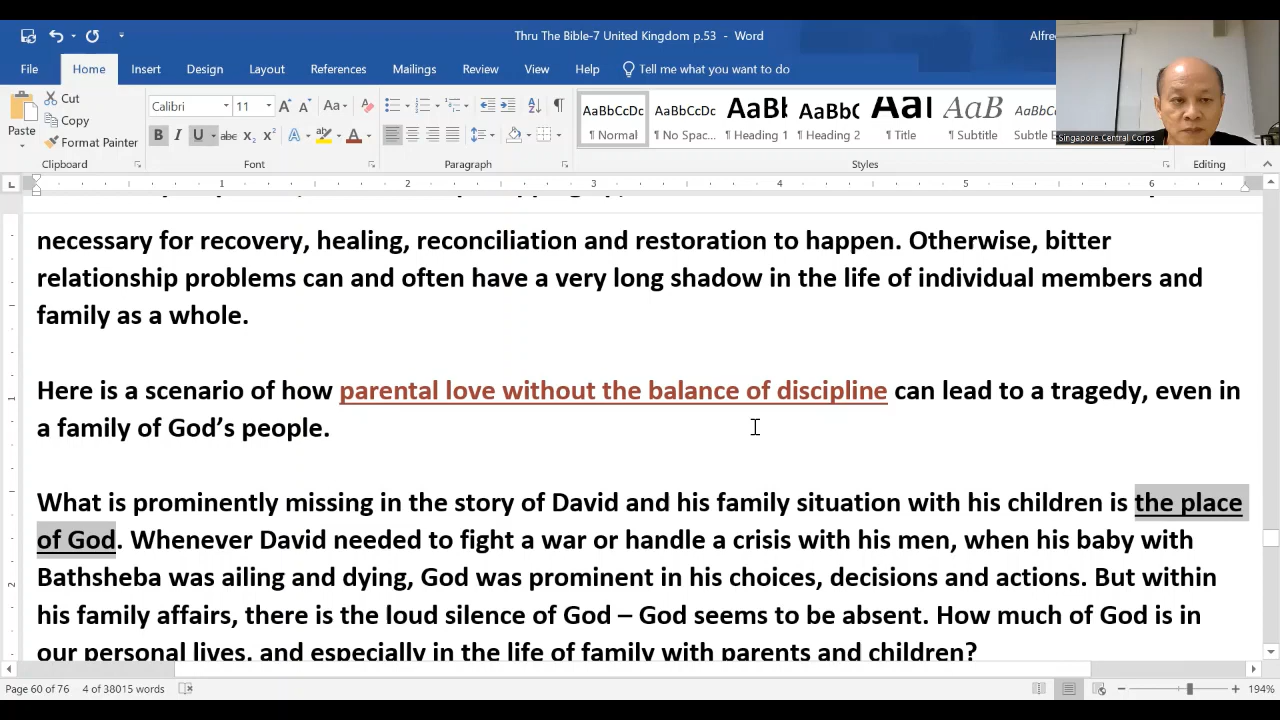 Thru The Bible-7 United Kingdom p.53 - Word
Alfre
File Home Insert Design Layout References Mailings Review View Help Tell me what you want to do
Paste
Cut
Copy
Format Painter
Calibri 11
AaBbCcDc AaBbCcDc AaBb AaBbC AaI AaB AaBbCcDc
¶ Normal ¶ No Spac... ¶ Heading 1 ¶ Heading 2 ¶ Title ¶ Subtitle Subtle E
Singapore Central Corps
Clipboard Font Paragraph Styles Editing
1 2 3 4 5 6
necessary for recovery, healing, reconciliation and restoration to happen. Otherwise, bitter
relationship problems can and often have a very long shadow in the life of individual members and
family as a whole.
Here is a scenario of how parental love without the balance of discipline can lead to a tragedy, even in
a family of God’s people.
What is prominently missing in the story of David and his family situation with his children is the place
of God. Whenever David needed to fight a war or handle a crisis with his men, when his baby with
Bathsheba was ailing and dying, God was prominent in his choices, decisions and actions. But within
his family affairs, there is the loud silence of God – God seems to be absent. How much of God is in
our personal lives, and especially in the life of family with parents and children?
Page 60 of 76 4 of 38015 words 194%